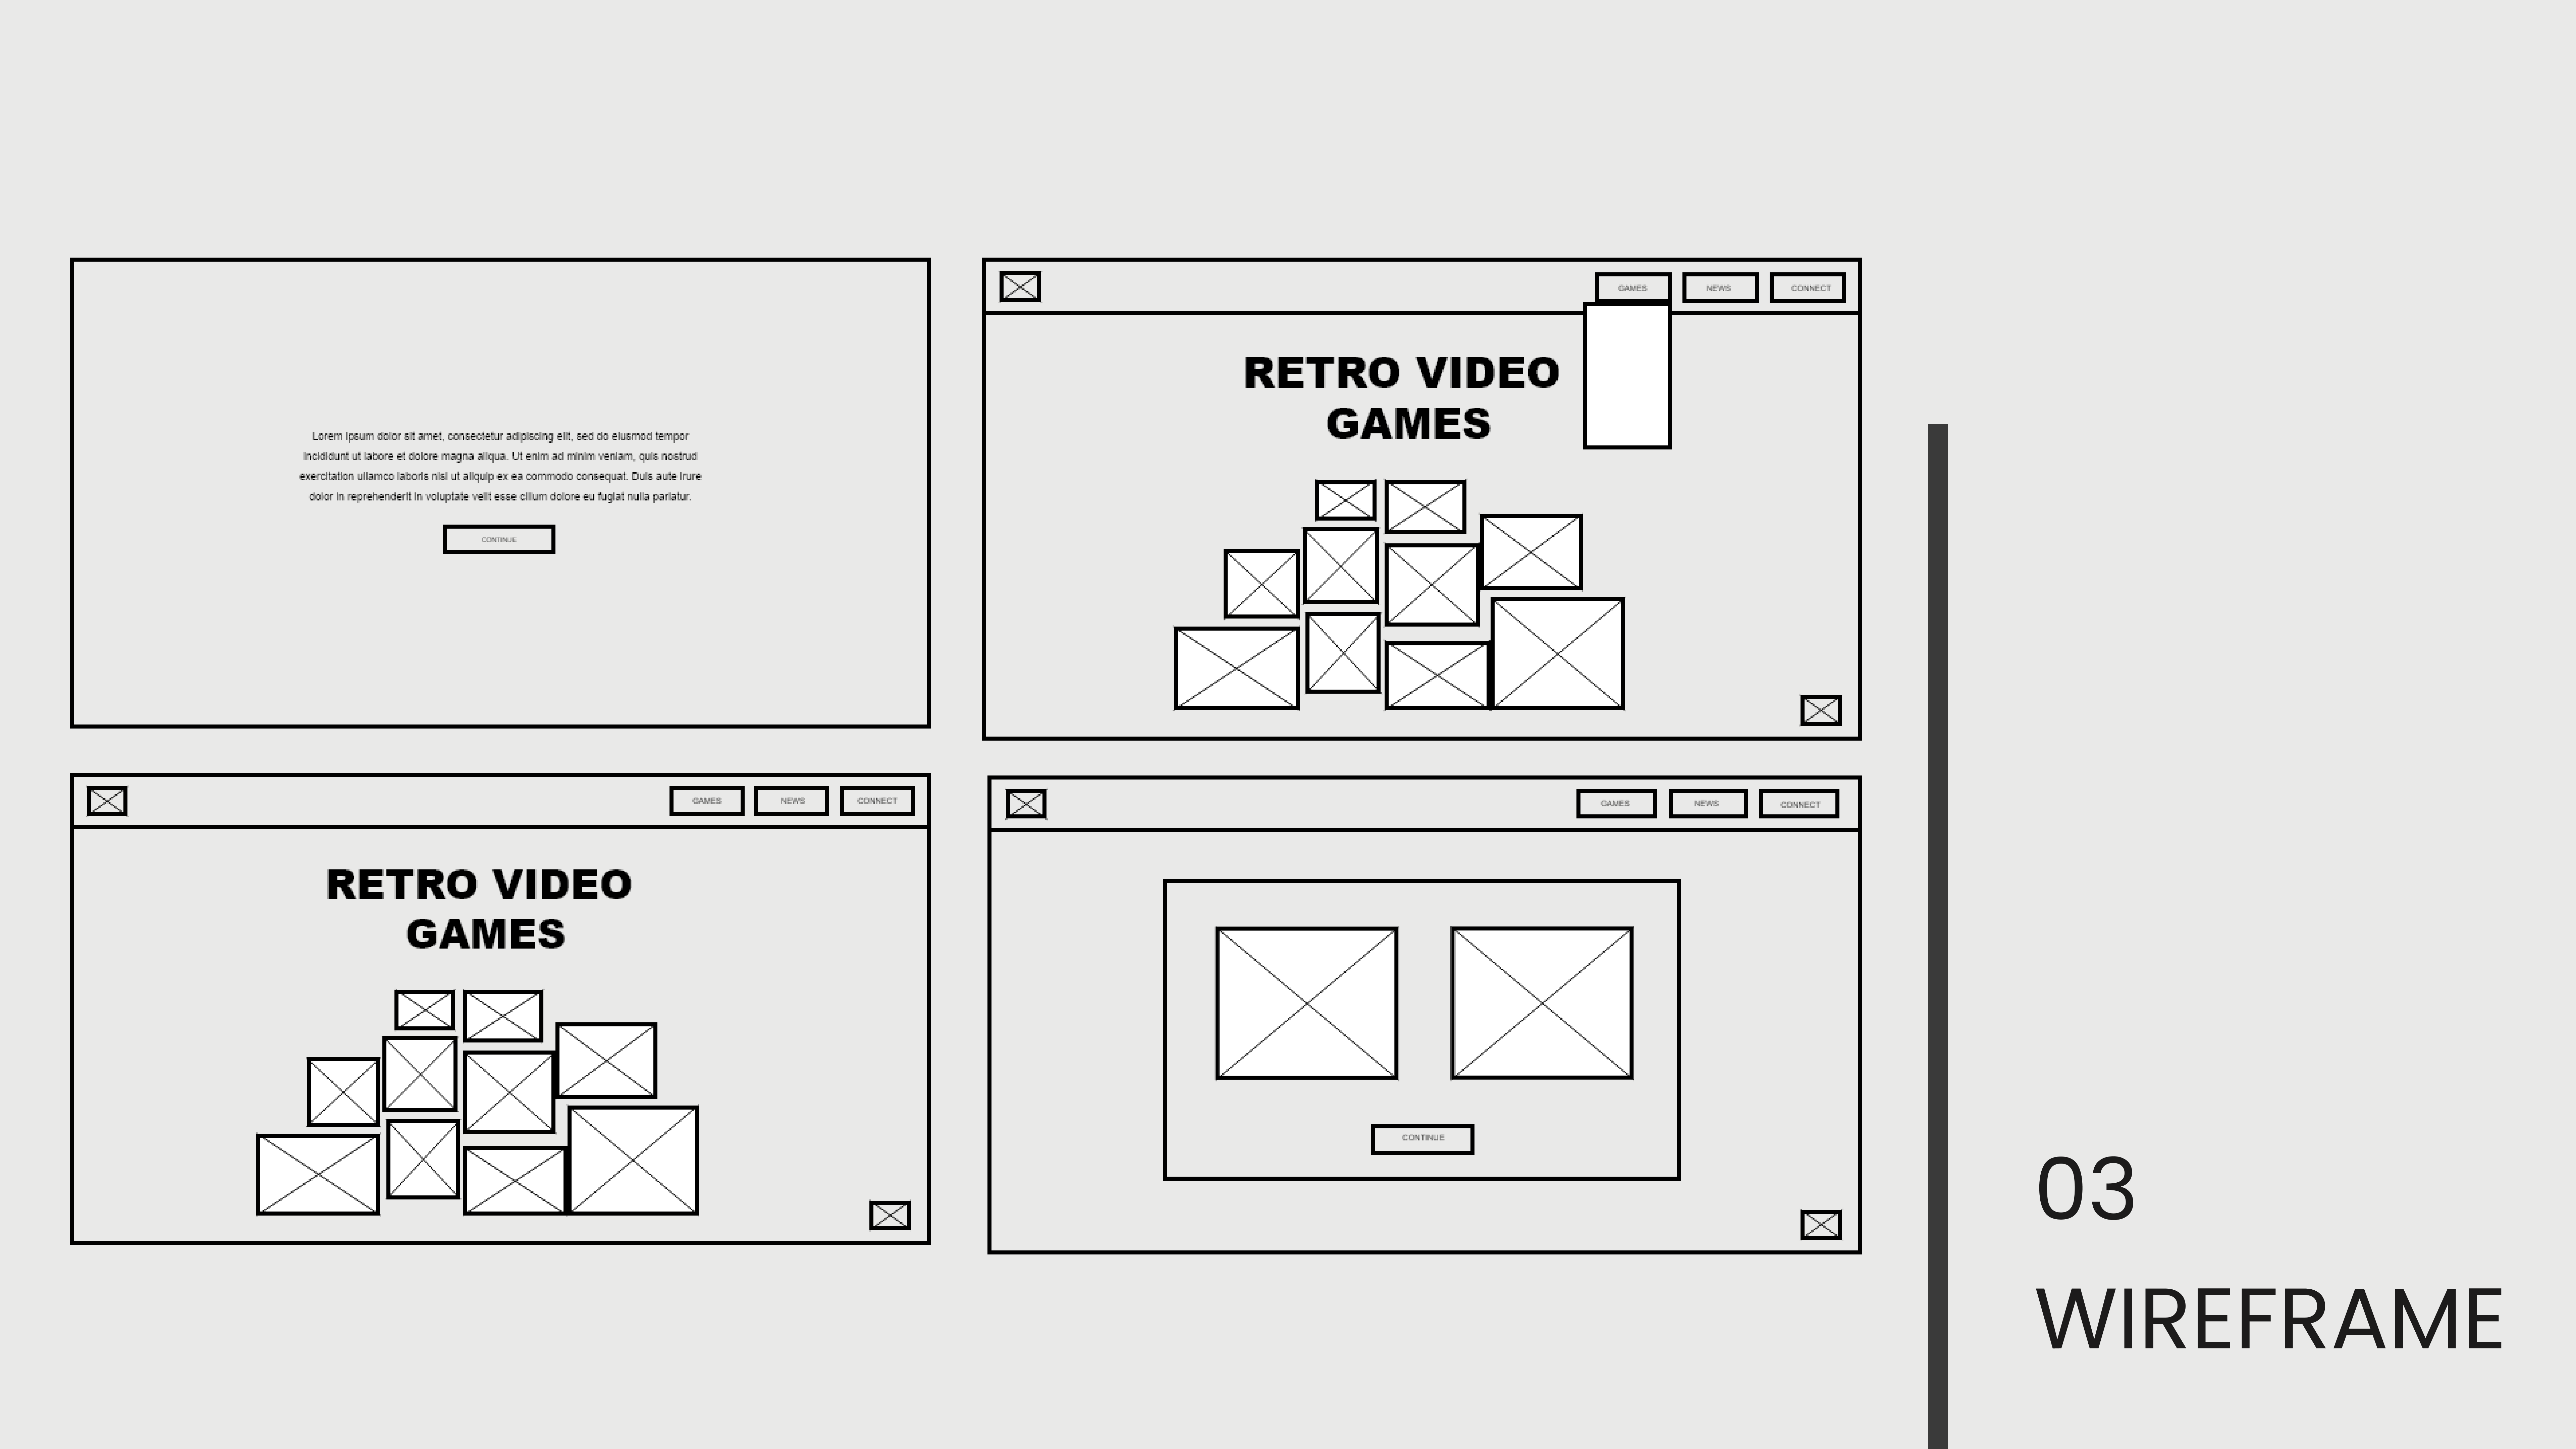 Lorem ipsum dolor sit amet, consectetur adipiscing elit, sed do eiusmod tempor
incididunt ut labore et dolore magna aliqua. Ut enim ad minim veniam, quis nostrud
exercitation ullamco laboris nisi ut aliquip ex ea commodo consequat. Duis aute irure
dolor in reprehenderit in voluptate velit esse cillum dolore eu fugiat nulla pariatur.
CONTINUE
GAMES NEWS CONNECT
RETRO VIDEO
GAMES
GAMES NEWS CONNECT
RETRO VIDEO
GAMES
GAMES NEWS CONNECT
CONTINUE
03
WIREFRAME